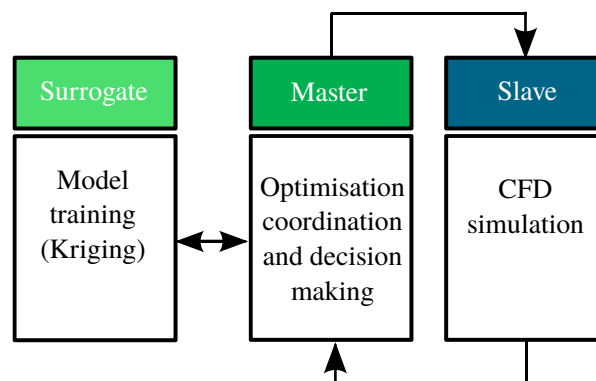 Surrogate
Master
Slave
Model
training
(Kriging)
Optimisation
coordination
and decision
making
CFD
simulation